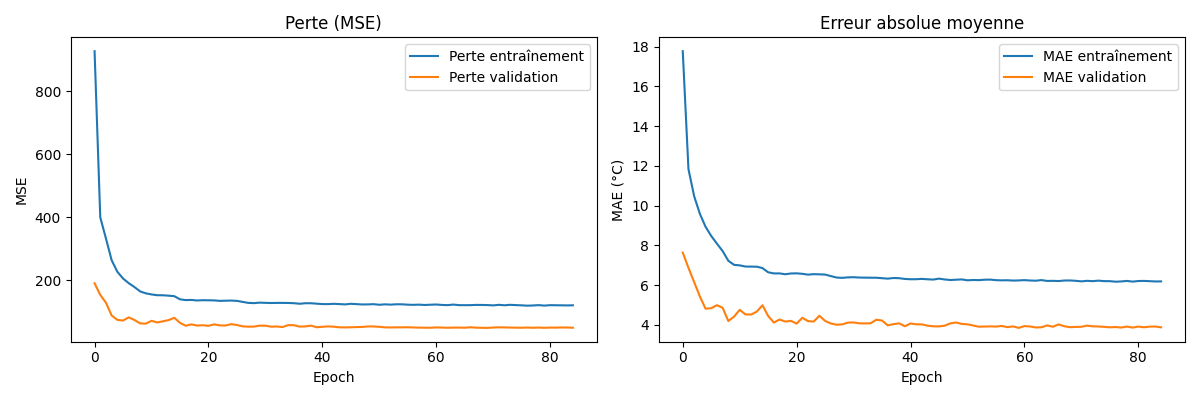 Perte (MSE)
Perte entraînement
Perte validation
800
600
400
200
MSE
0 20 40 60 80
Epoch
Erreur absolue moyenne
MAE entraînement
MAE validation
18
16
14
12
10
8
6
4
MAE (°C)
0 20 40 60 80
Epoch